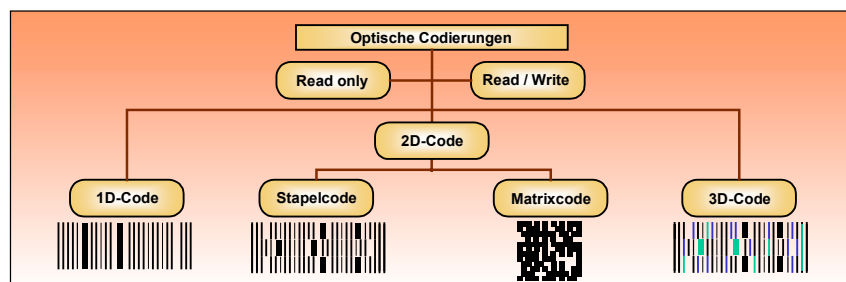 Optische Codierungen
Read only
Read / Write
2D-Code
1D-Code
Stapelcode
Matrixcode
3D-Code